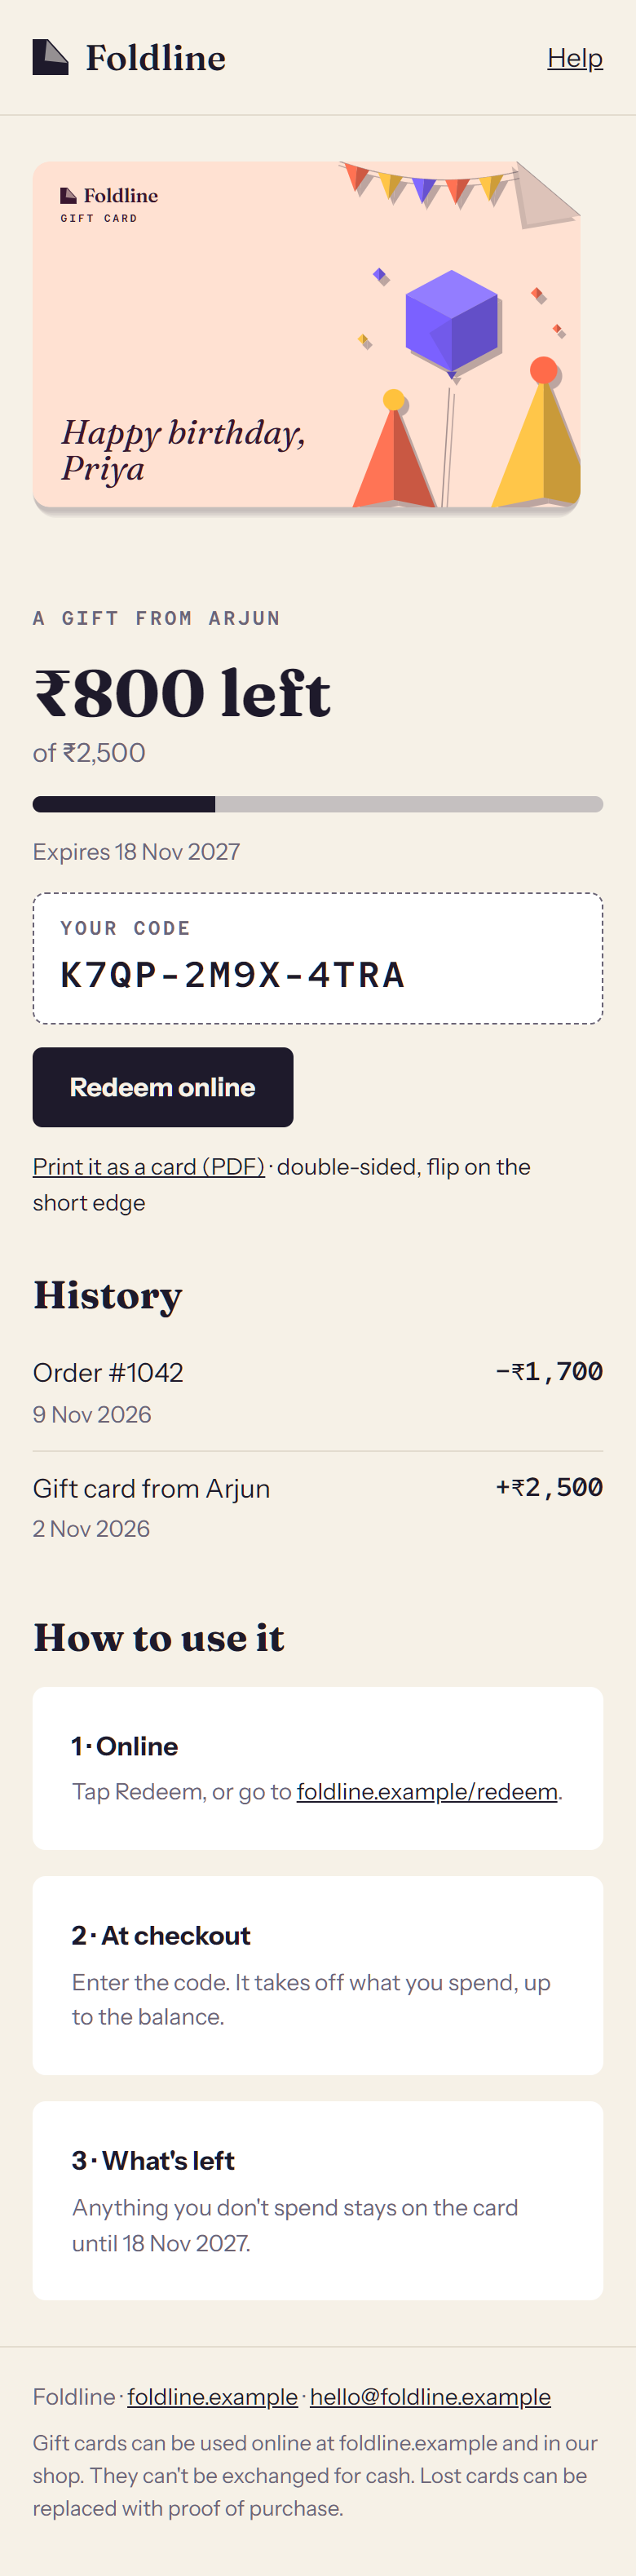 Foldline
Help
Foldline
GIFT CARD
Happy birthday,
Priya
A GIFT FROM ARJUN
₹800 left
of ₹2,500
Expires 18 Nov 2027
YOUR CODE
K7QP-2M9X-4TRA
Redeem online
Print it as a card (PDF) · double-sided, flip on the
short edge
History
Order #1042
−₹1,700
9 Nov 2026
Gift card from Arjun
+₹2,500
2 Nov 2026
How to use it
1 · Online
Tap Redeem, or go to foldline.example/redeem.
2 · At checkout
Enter the code. It takes off what you spend, up
to the balance.
3 · What's left
Anything you don't spend stays on the card
until 18 Nov 2027.
Foldline · foldline.example · hello@foldline.example
Gift cards can be used online at foldline.example and in our
shop. They can't be exchanged for cash. Lost cards can be
replaced with proof of purchase.